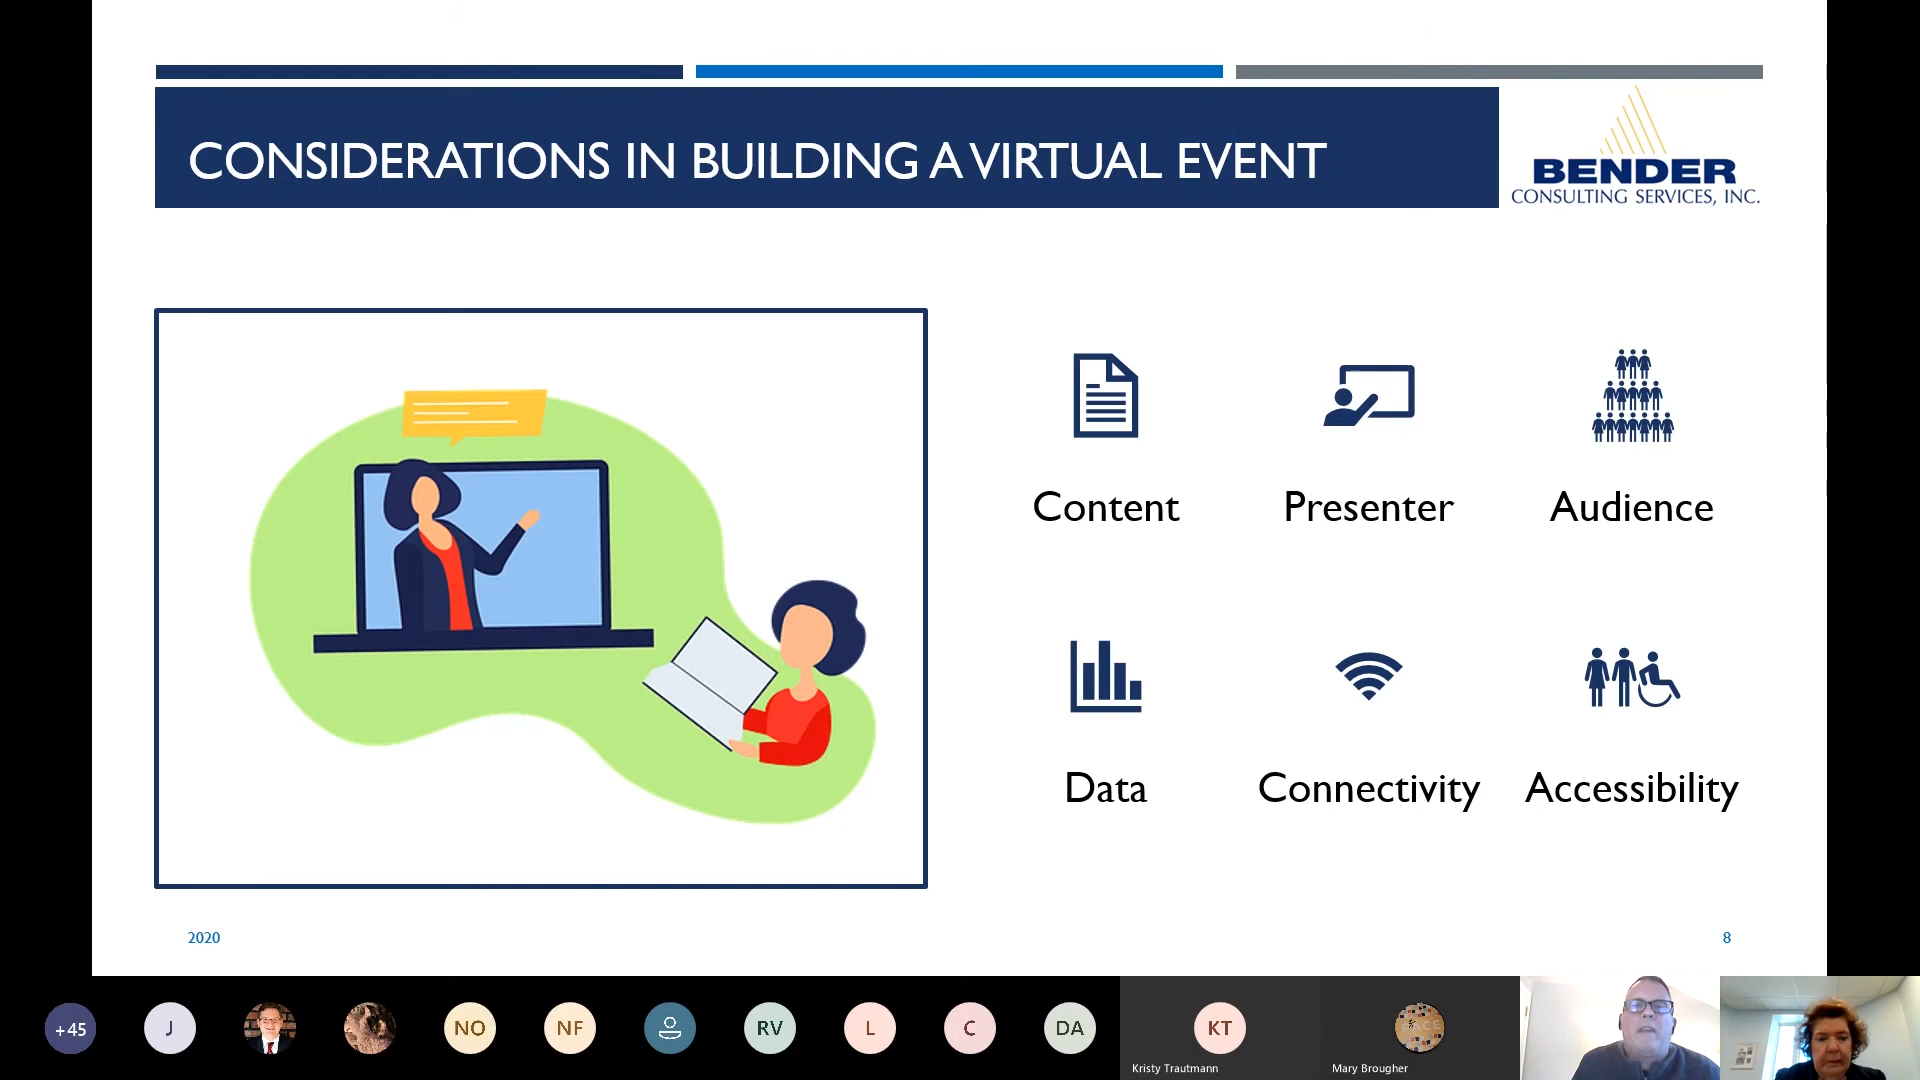 CONSIDERATIONS IN BUILDING A VIRTUAL EVENT
BENDER
CONSULTING SERVICES, INC.
Content
Presenter
Audience
Data
Connectivity
Accessibility
2020
8
+45
J
NO
NF
RV
L
C
DA
KT
Kristy Trautmann
Mary Brougher